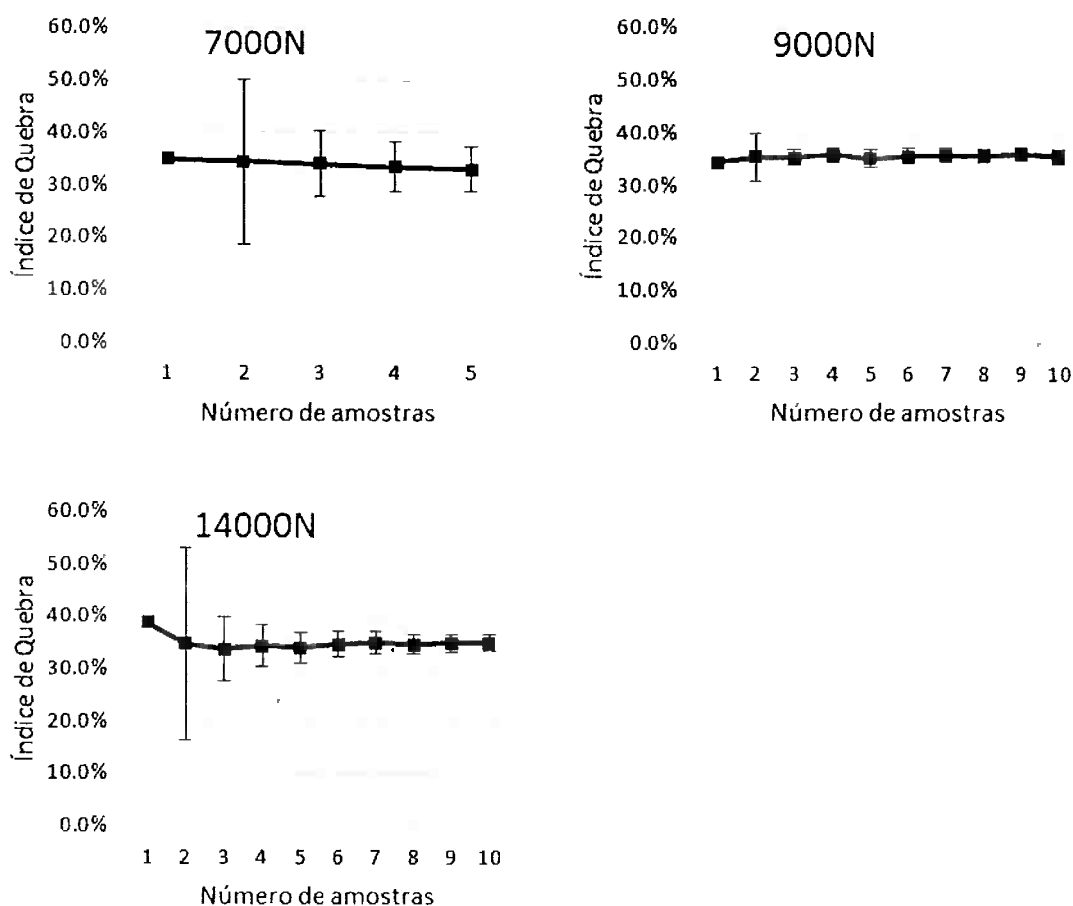 7000N
Índice de Quebra
60.0%
50.0%
40.0%
30.0%
20.0%
10.0%
0.0%
1 2 3 4 5
Número de amostras
9000N
Índice de Quebra
60.0%
50.0%
40.0%
30.0%
20.0%
10.0%
0.0%
1 2 3 4 5 6 7 8 9 10
Número de amostras
14000N
Índice de Quebra
60.0%
50.0%
40.0%
30.0%
20.0%
10.0%
0.0%
1 2 3 4 5 6 7 8 9 10
Número de amostras